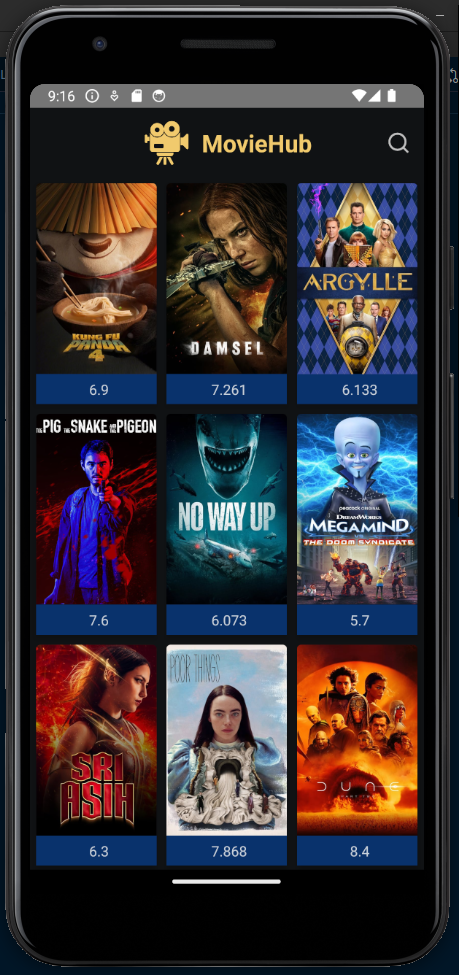 9:16
MovieHub
KUNG FU
PANDA
4
DAMSEL
ARGYLLE
6.9
7.261
6.133
THE PIG THE SNAKE AND THE PIGEON
NO WAY UP
peacock ORIGINAL
DREAMWORKS
MEGAMIND
VS
THE DOOM SYNDICATE
7.6
6.073
5.7
SRI
ASIH
POOR THINGS
DUNE
6.3
7.868
8.4